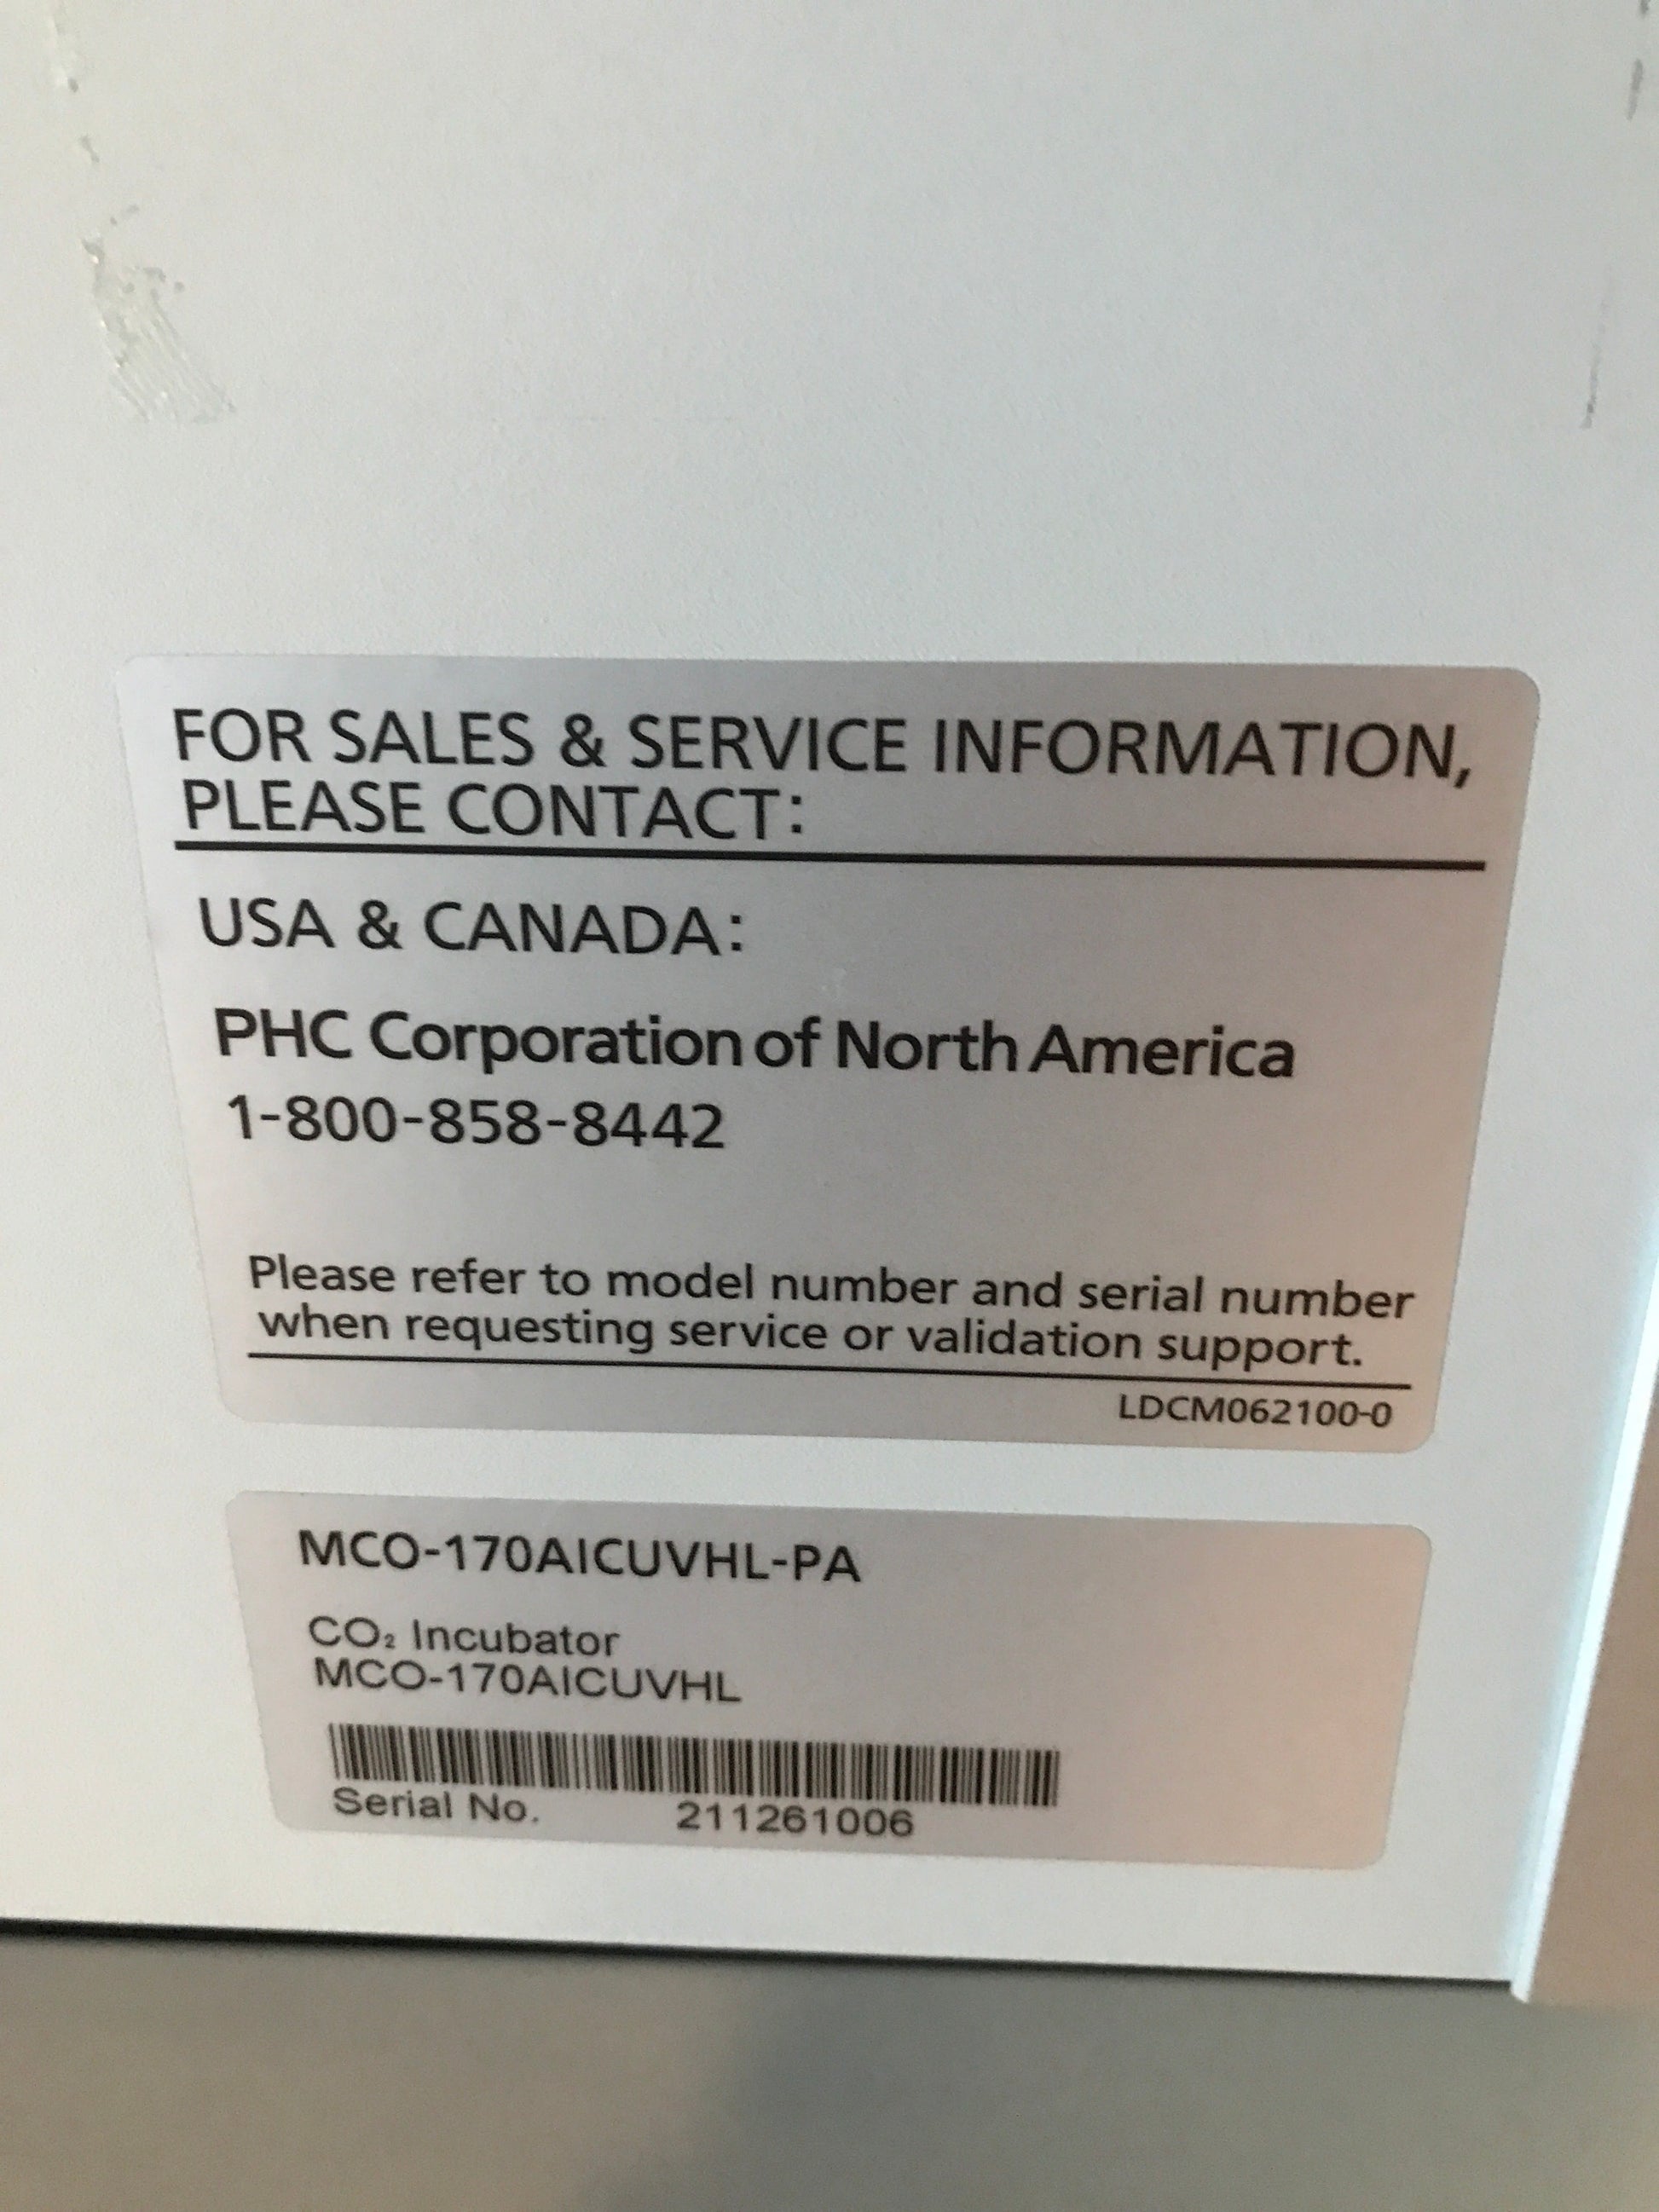 FOR SALES & SERVICE INFORMATION,
PLEASE CONTACT:
USA & CANADA:
PHC Corporation of North America
1-800-858-8442
Please refer to model number and serial number
when requesting service or validation support.
LDCM062100-0
MCO-170AICUVHL-PA
CO₂ Incubator
MCO-170AICUVHL
Serial No. 211261006